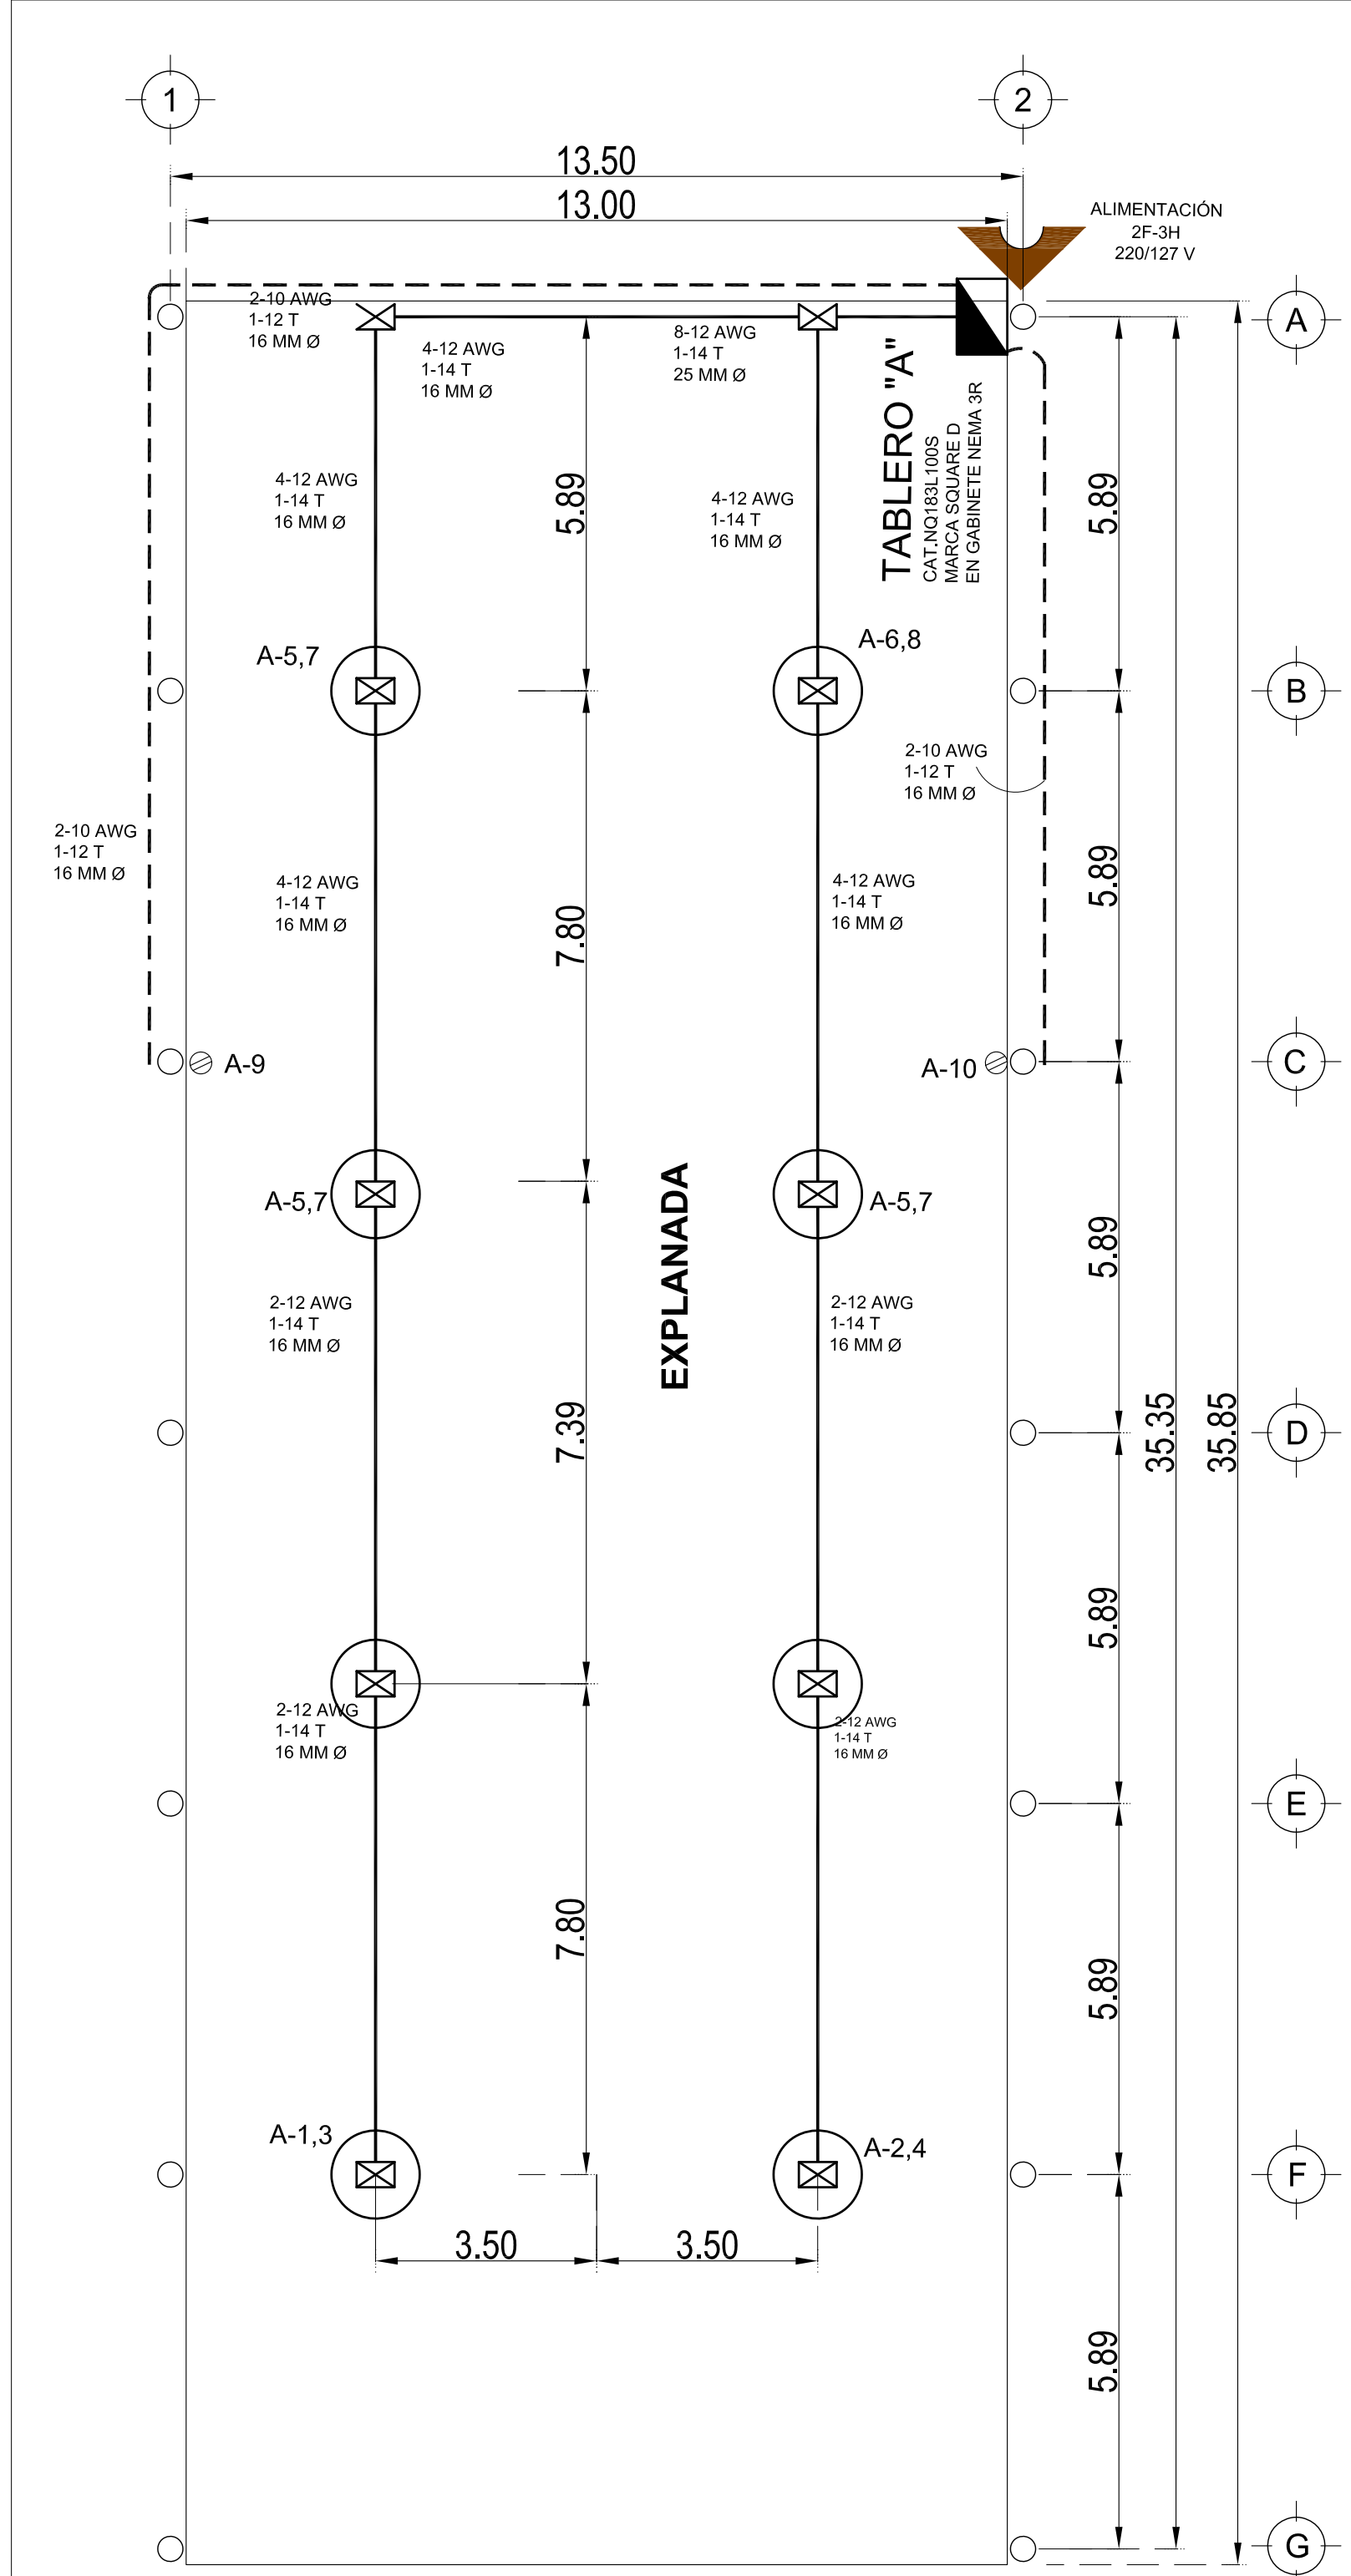 1
2
13.50
13.00
ALIMENTACIÓN
2F-3H
220/127 V
2-10 AWG
1-12 T
16 MM Ø
4-12 AWG
1-14 T
16 MM Ø
8-12 AWG
1-14 T
25 MM Ø
A
TABLERO "A"
CAT.NQ183L100S
MARCA SQUARE D
EN GABINETE NEMA 3R
4-12 AWG
1-14 T
16 MM Ø
5.89
4-12 AWG
1-14 T
16 MM Ø
5.89
A-5,7
A-6,8
B
2-10 AWG
1-12 T
16 MM Ø
2-10 AWG
1-12 T
16 MM Ø
4-12 AWG
1-14 T
16 MM Ø
7.80
4-12 AWG
1-14 T
16 MM Ø
5.89
A-9
A-10
C
A-5,7
EXPLANADA
A-5,7
5.89
2-12 AWG
1-14 T
16 MM Ø
2-12 AWG
1-14 T
16 MM Ø
7.39
35.35
35.85
D
5.89
2-12 AWG
1-14 T
16 MM Ø
2-12 AWG
1-14 T
16 MM Ø
E
7.80
5.89
A-1,3
A-2,4
F
3.50
3.50
5.89
G